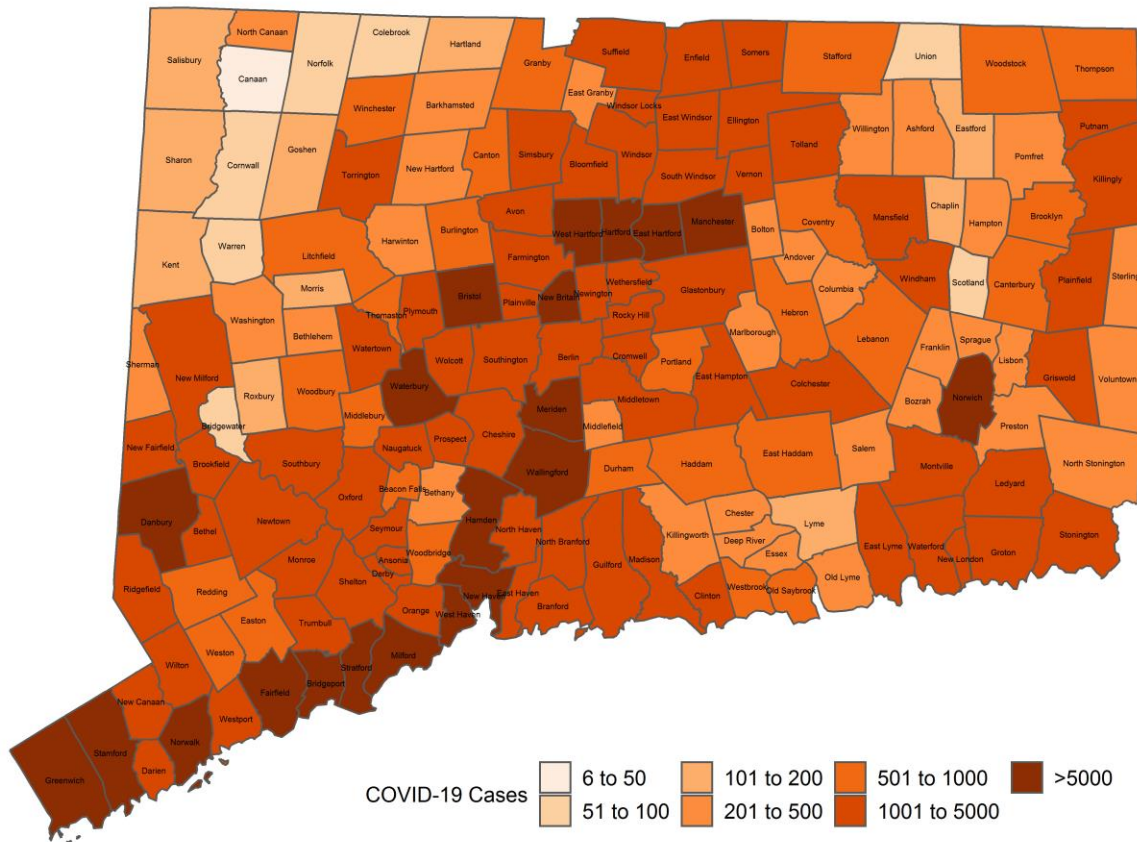 North Canaan
Colebrook
Hartland
Salisbury
Canaan
Norfolk
Granby
Suffield
Enfield
Somers
Stafford
Union
Woodstock
Thompson
East Granby
Windsor Locks
Winchester
Barkhamsted
East Windsor
Ellington
Willington
Ashford
Eastford
Putnam
Sharon
Cornwall
Goshen
Torrington
New Hartford
Canton
Simsbury
Bloomfield
Windsor
South Windsor
Vernon
Tolland
Pomfret
Killingly
Kent
Warren
Litchfield
Harwinton
Burlington
Avon
West Hartford
Hartford
East Hartford
Manchester
Bolton
Coventry
Mansfield
Chaplin
Hampton
Brooklyn
Morris
Farmington
Andover
Columbia
Windham
Scotland
Canterbury
Plainfield
Sterling
Washington
Bethlehem
Thomaston
Plymouth
Bristol
Plainville
New Britain
Newington
Wethersfield
Rocky Hill
Glastonbury
Marlborough
Hebron
Lebanon
Franklin
Sprague
Lisbon
Sherman
New Milford
Roxbury
Woodbury
Watertown
Wolcott
Southington
Berlin
Cromwell
Portland
East Hampton
Colchester
Bozrah
Norwich
Griswold
Voluntown
Bridgewater
Middlebury
Waterbury
Meriden
Middletown
Middlefield
Preston
New Fairfield
Brookfield
Southbury
Naugatuck
Prospect
Cheshire
Wallingford
Durham
Haddam
East Haddam
Salem
Montville
North Stonington
Danbury
Bethel
Newtown
Oxford
Beacon Falls
Bethany
Hamden
North Haven
Killingworth
Chester
Deep River
Essex
Lyme
Ledyard
Ridgefield
Redding
Monroe
Seymour
Ansonia
Derby
Woodbridge
North Branford
Guilford
Madison
East Lyme
Waterford
New London
Groton
Stonington
Shelton
Orange
New Haven
East Haven
Branford
Clinton
Westbrook
Old Saybrook
Old Lyme
Easton
Trumbull
West Haven
Weston
Wilton
Milford
Stratford
Bridgeport
Fairfield
New Canaan
Westport
Norwalk
Darien
Stamford
Greenwich
COVID-19 Cases
6 to 50
51 to 100
101 to 200
201 to 500
501 to 1000
1001 to 5000
>5000